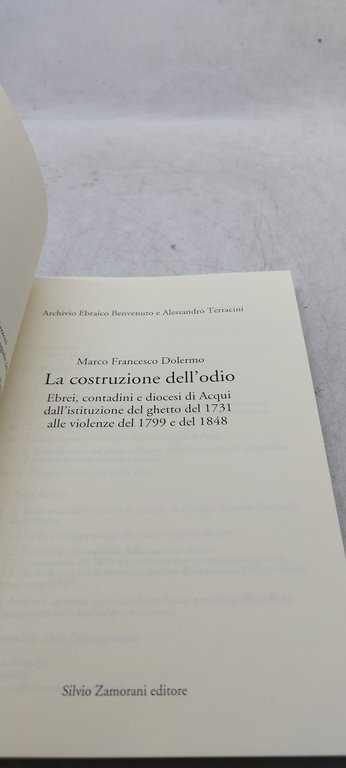 Archivio Ebraico Benvenuto e Alessandro Terracini
Marco Francesco Dolermo
La costruzione dell'odio
Ebrei, contadini e diocesi di Acqui
dall'istituzione del ghetto del 1731
alle violenze del 1799 e del 1848
Silvio Zamorani editore